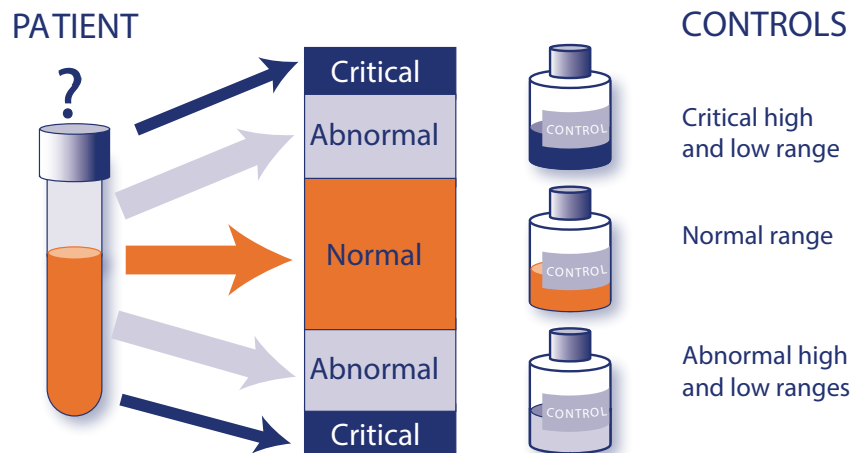 PATIENT
CONTROLS
?
Critical
Abnormal
Normal
Abnormal
Critical
CONTROL
Critical high
and low range
CONTROL
Normal range
CONTROL
Abnormal high
and low ranges